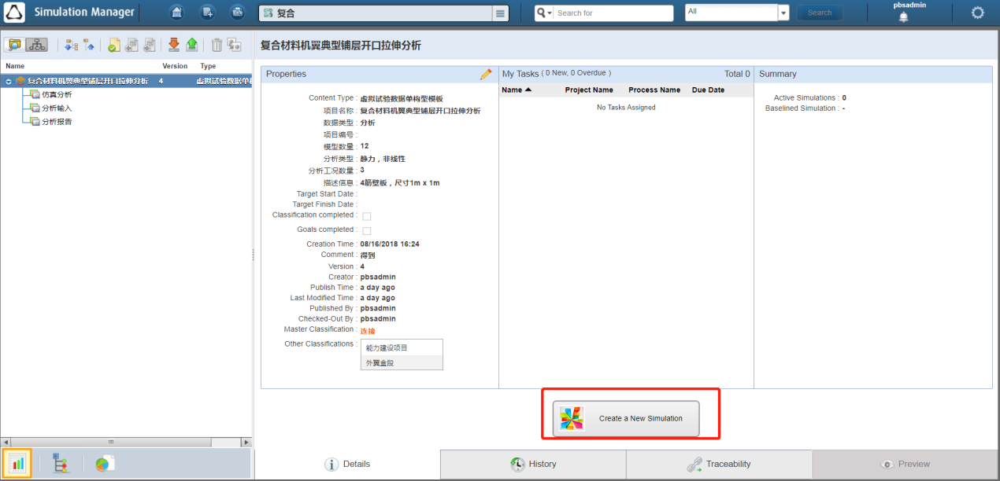 Simulation Manager
复合
Search for
All
Search
pbsadmin
Name Version Type
复合材料机翼典型铺层开口拉伸分析 4 虚拟试验数据单构
仿真分析
分析输入
分析报告
复合材料机翼典型铺层开口拉伸分析
Properties
Content Type : 虚拟试验数据单构型模板
项目名称 : 复合材料机翼典型铺层开口拉伸分析
数据类型 : 分析
项目编号 :
模型数量 : 12
分析类型 : 静力，非线性
分析工况数量 : 3
描述信息 : 4筋壁板，尺寸1m x 1m
Target Start Date :
Target Finish Date :
Classification completed :
Goals completed :
Creation Time : 08/16/2018 16:24
Comment : 得到
Version : 4
Creator : pbsadmin
Publish Time : a day ago
Last Modified Time : a day ago
Published By : pbsadmin
Checked-Out By : pbsadmin
Master Classification : 连接
Other Classifications :
能力建设项目
外翼盒段
My Tasks ( 0 New, 0 Overdue ) Total 0
Name Project Name Process Name Due Date
No Tasks Assigned
Summary
Active Simulations : 0
Baselined Simulation : -
Create a New Simulation
Details
History
Traceability
Preview